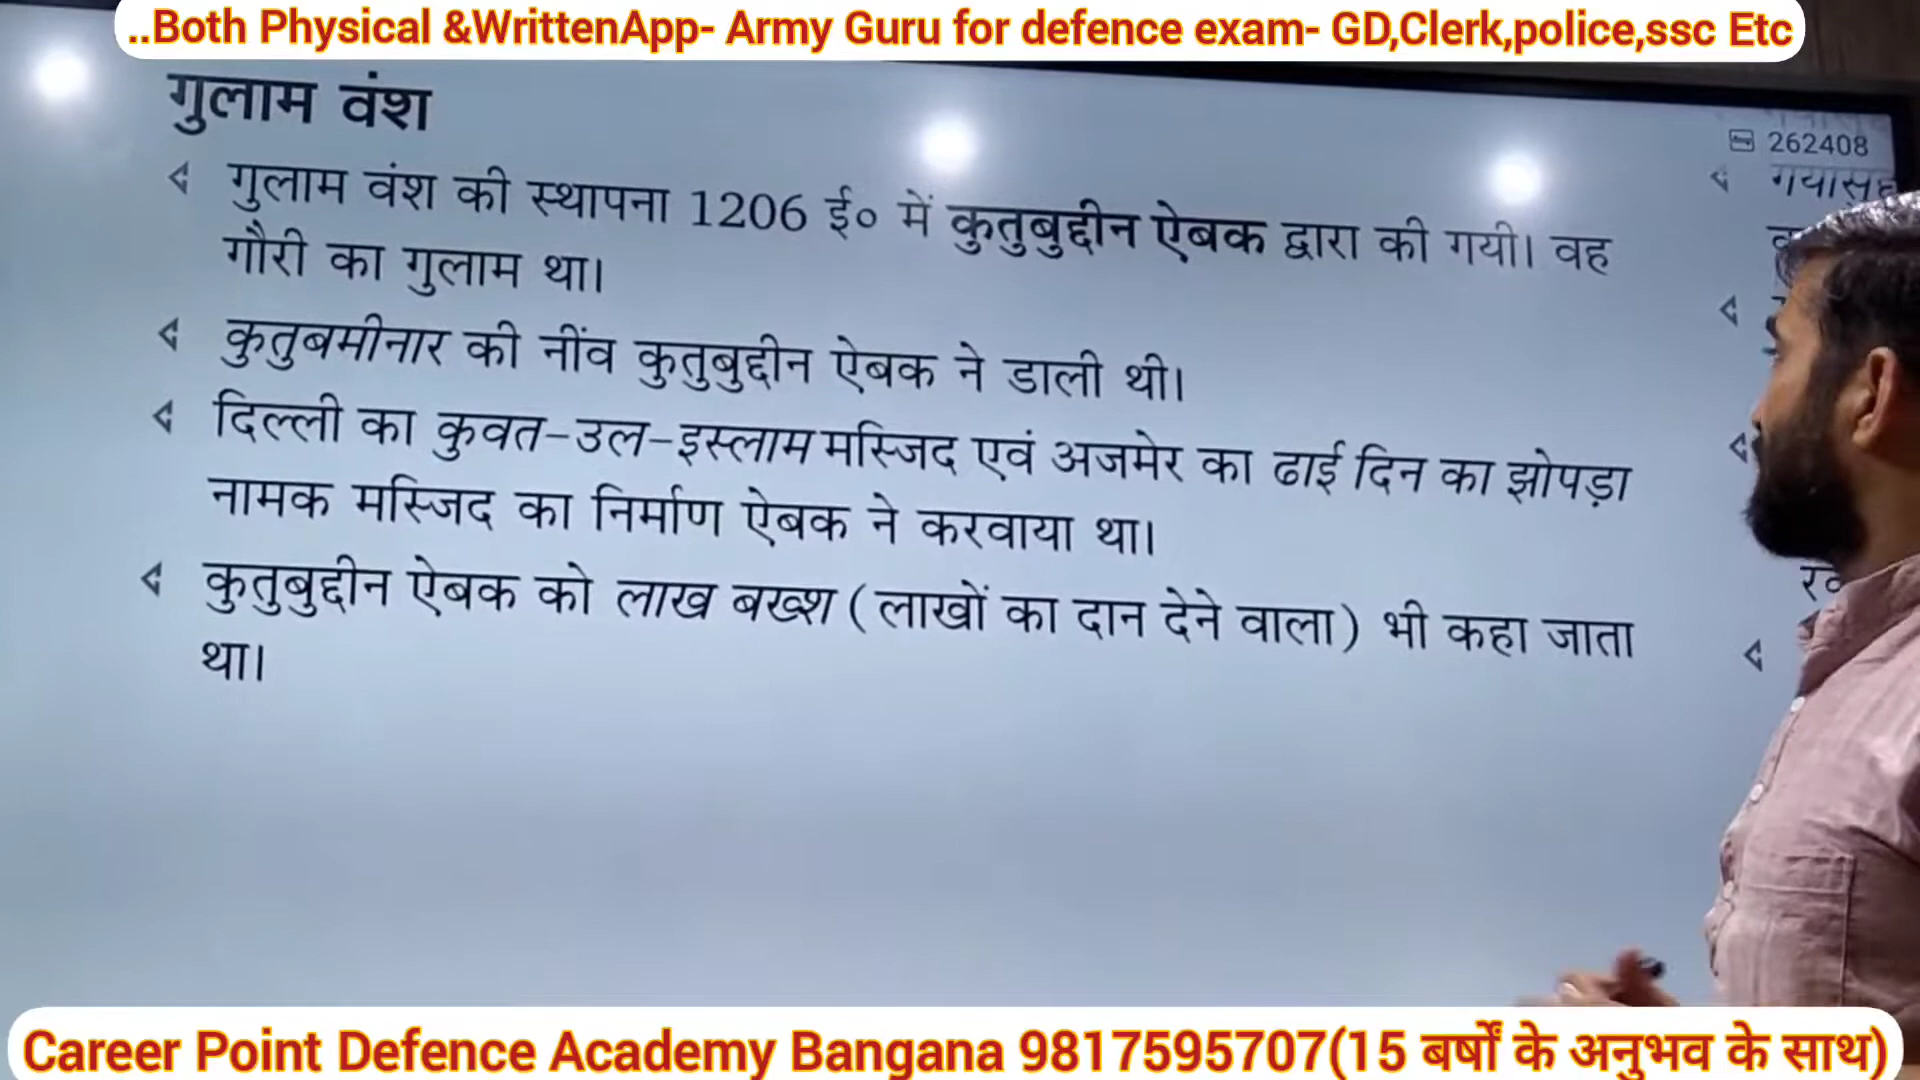 ..Both Physical &WrittenApp- Army Guru for defence exam- GD,Clerk,police,ssc Etc
गुलाम वंश
गुलाम वंश की स्थापना 1206 ई० में कुतुबुद्दीन ऐबक द्वारा की गयी। वह
गौरी का गुलाम था।
कुतुबमीनार की नींव कुतुबुद्दीन ऐबक ने डाली थी।
दिल्ली का कुवत-उल-इस्लाम मस्जिद एवं अजमेर का ढाई दिन का झोपड़ा
नामक मस्जिद का निर्माण ऐबक ने करवाया था।
कुतुबुद्दीन ऐबक को लाख बख्श (लाखों का दान देने वाला) भी कहा जाता
था।
262408
Career Point Defence Academy Bangana 9817595707(15 बर्षों के अनुभव के साथ)